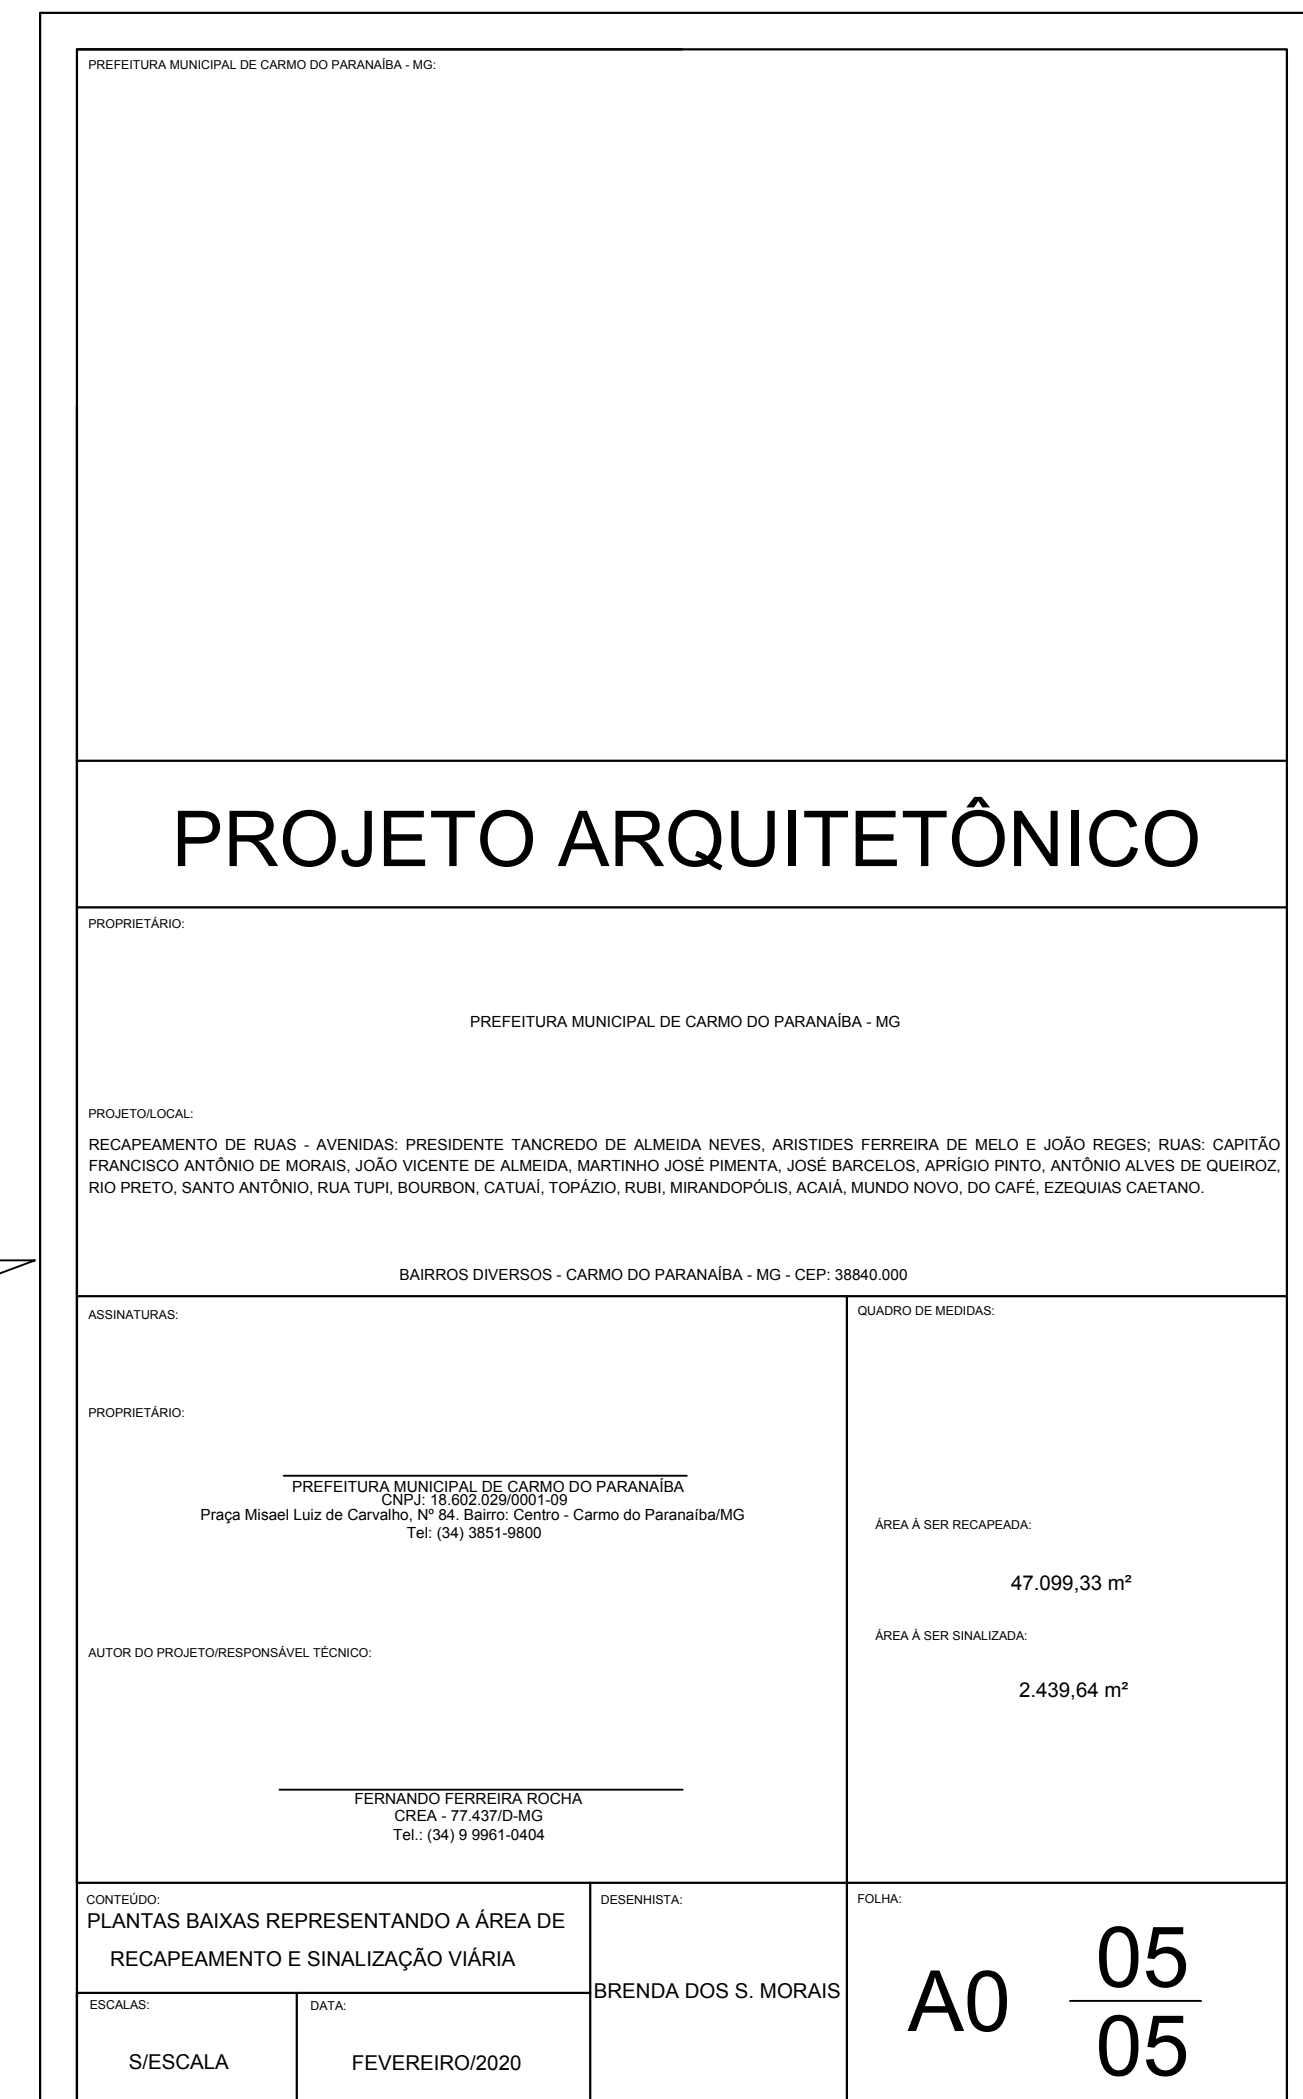 PREFEITURA MUNICIPAL DE CARMO DO PARANAÍBA - MG:
PROJETO ARQUITETÔNICO
PROPRIETÁRIO:
PREFEITURA MUNICIPAL DE CARMO DO PARANAÍBA - MG
PROJETO/LOCAL:
RECAPEAMENTO DE RUAS - AVENIDAS: PRESIDENTE TANCREDO DE ALMEIDA NEVES, ARISTIDES FERREIRA DE MELO E JOÃO REGES; RUAS: CAPITÃO
FRANCISCO ANTÔNIO DE MORAIS, JOÃO VICENTE DE ALMEIDA, MARTINHO JOSÉ PIMENTA, JOSÉ BARCELOS, APRÍGIO PINTO, ANTÔNIO ALVES DE QUEIROZ,
RIO PRETO, SANTO ANTÔNIO, RUA TUPI, BOURBON, CATUAÍ, TOPÁZIO, RUBI, MIRANDOPÓLIS, ACAIÁ, MUNDO NOVO, DO CAFÉ, EZEQUIAS CAETANO.
BAIRROS DIVERSOS - CARMO DO PARANAÍBA - MG - CEP: 38840.000
ASSINATURAS:
PROPRIETÁRIO:
PREFEITURA MUNICIPAL DE CARMO DO PARANAÍBA
CNPJ: 18.602.029/0001-09
Praça Misael Luiz de Carvalho, Nº 84. Bairro: Centro - Carmo do Paranaíba/MG
Tel: (34) 3851-9800
AUTOR DO PROJETO/RESPONSÁVEL TÉCNICO:
FERNANDO FERREIRA ROCHA
CREA - 77.437/D-MG
Tel.: (34) 9 9961-0404
QUADRO DE MEDIDAS:
ÁREA À SER RECAPEADA:
47.099,33 m²
ÁREA À SER SINALIZADA:
2.439,64 m²
CONTEÚDO:
PLANTAS BAIXAS REPRESENTANDO A ÁREA DE
RECAPEAMENTO E SINALIZAÇÃO VIÁRIA
ESCALAS:
S/ESCALA
DATA:
FEVEREIRO/2020
DESENHISTA:
BRENDA DOS S. MORAIS
FOLHA:
A0
05
05